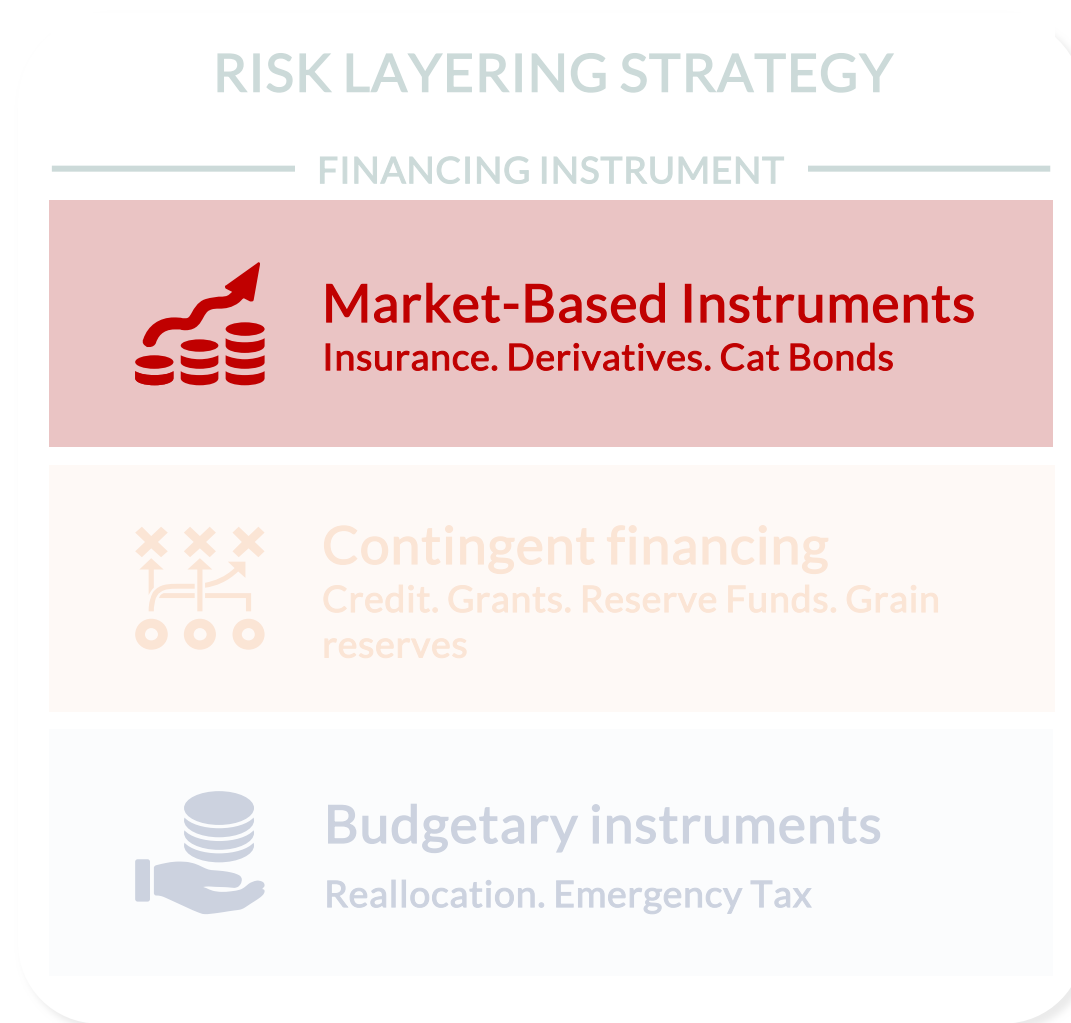 RISK LAYERING STRATEGY
FINANCING INSTRUMENT
Market-Based Instruments
Insurance. Derivatives. Cat Bonds
Contingent financing
Credit. Grants. Reserve Funds. Grain
reserves
Budgetary instruments
Reallocation. Emergency Tax